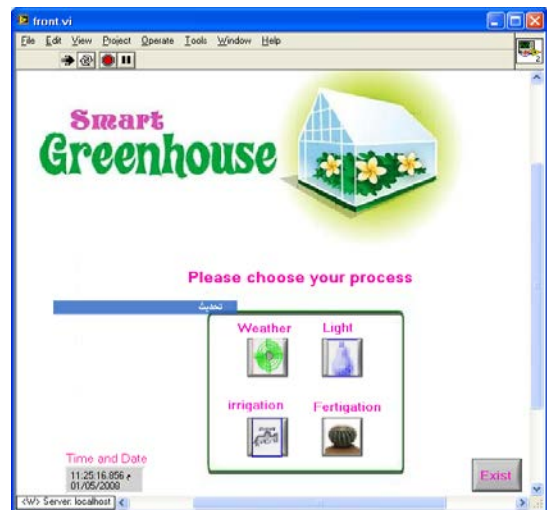 front.vi
File Edit View Project Operate Tools Window Help
2
Smart
Greenhouse
Please choose your process
تحديث
Weather Light
irrigation Fertigation
Time and Date
11:25:16.856 م
01/05/2008
Exist
<W> Server: localhost